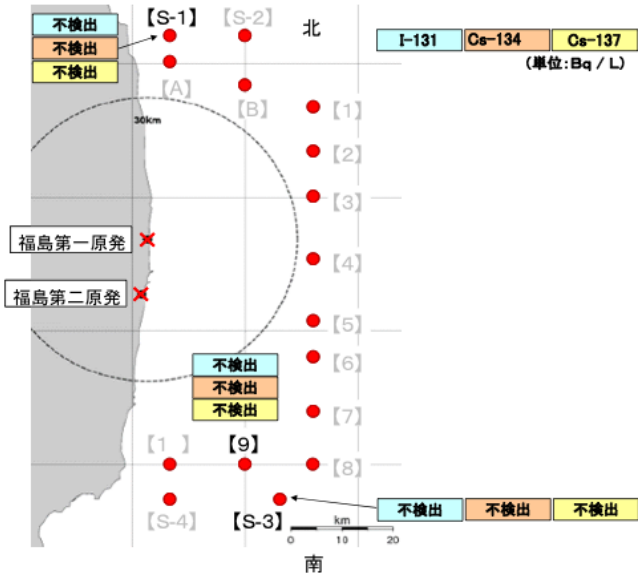 不検出
不検出
不検出
【S-1】
【S-2】
北
I-131
Cs-134
Cs-137
(単位:Bq / L)
【A】
【B】
30km
【1】
【2】
【3】
福島第一原発
【4】
福島第二原発
【5】
【6】
不検出
不検出
不検出
【7】
【1 】
【9】
【8】
【S-4】
【S-3】
不検出
不検出
不検出
km
0
10
20
南